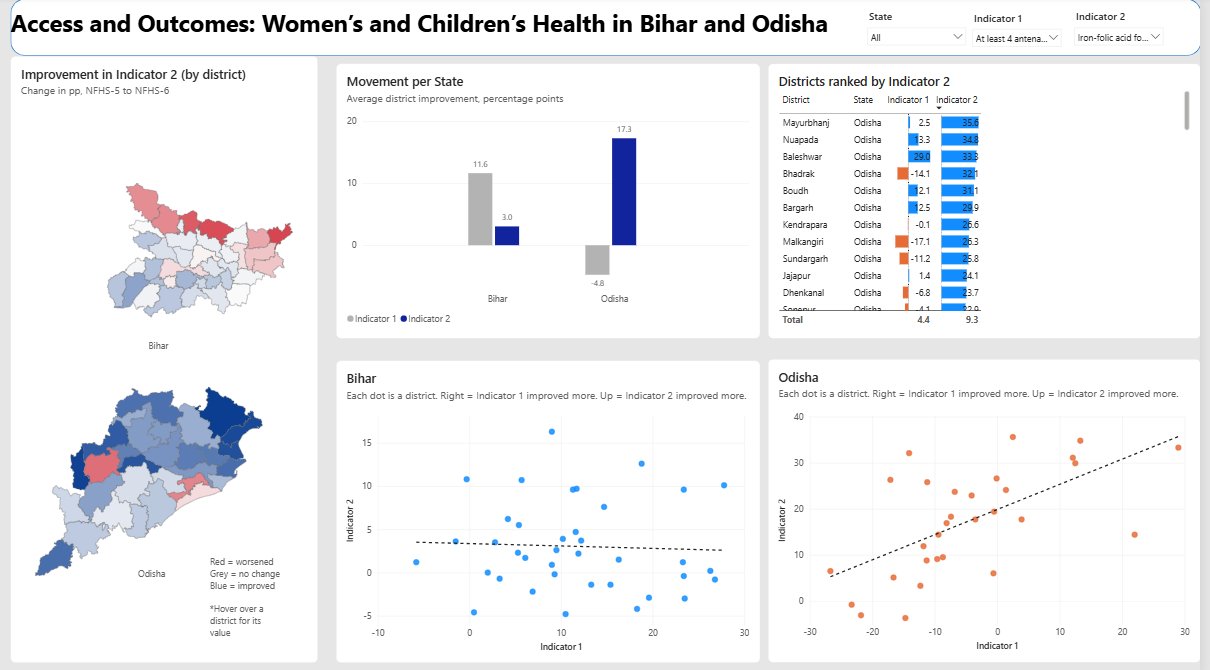 Access and Outcomes: Women’s and Children’s Health in Bihar and Odisha
State
All
Indicator 1
At least 4 antena...
Indicator 2
Iron-folic acid fo...
Improvement in Indicator 2 (by district)
Change in pp, NFHS-5 to NFHS-6
Bihar
Odisha
Red = worsened
Grey = no change
Blue = improved
*Hover over a
district for its
value
Movement per State
Average district improvement, percentage points
20
10
0
11.6
3.0
-4.8
17.3
Bihar
Odisha
Indicator 1
Indicator 2
Districts ranked by Indicator 2
District State Indicator 1 Indicator 2
Mayurbhanj Odisha 2.5 35.6
Nuapada Odisha 13.3 34.8
Baleshwar Odisha 29.0 33.3
Bhadrak Odisha -14.1 32.1
Boudh Odisha 12.1 31.1
Bargarh Odisha 12.5 29.9
Kendrapara Odisha -0.1 26.6
Malkangiri Odisha -17.1 26.3
Sundargarh Odisha -11.2 25.8
Jajapur Odisha 1.4 24.1
Dhenkanal Odisha -6.8 23.7
Odisha -4.1 22.9
Total 4.4 9.3
Bihar
Each dot is a district. Right = Indicator 1 improved more. Up = Indicator 2 improved more.
Indicator 2
15
10
5
0
-5
-10 0 10 20 30
Indicator 1
Odisha
Each dot is a district. Right = Indicator 1 improved more. Up = Indicator 2 improved more.
Indicator 2
40
30
20
10
0
-30 -20 -10 0 10 20 30
Indicator 1